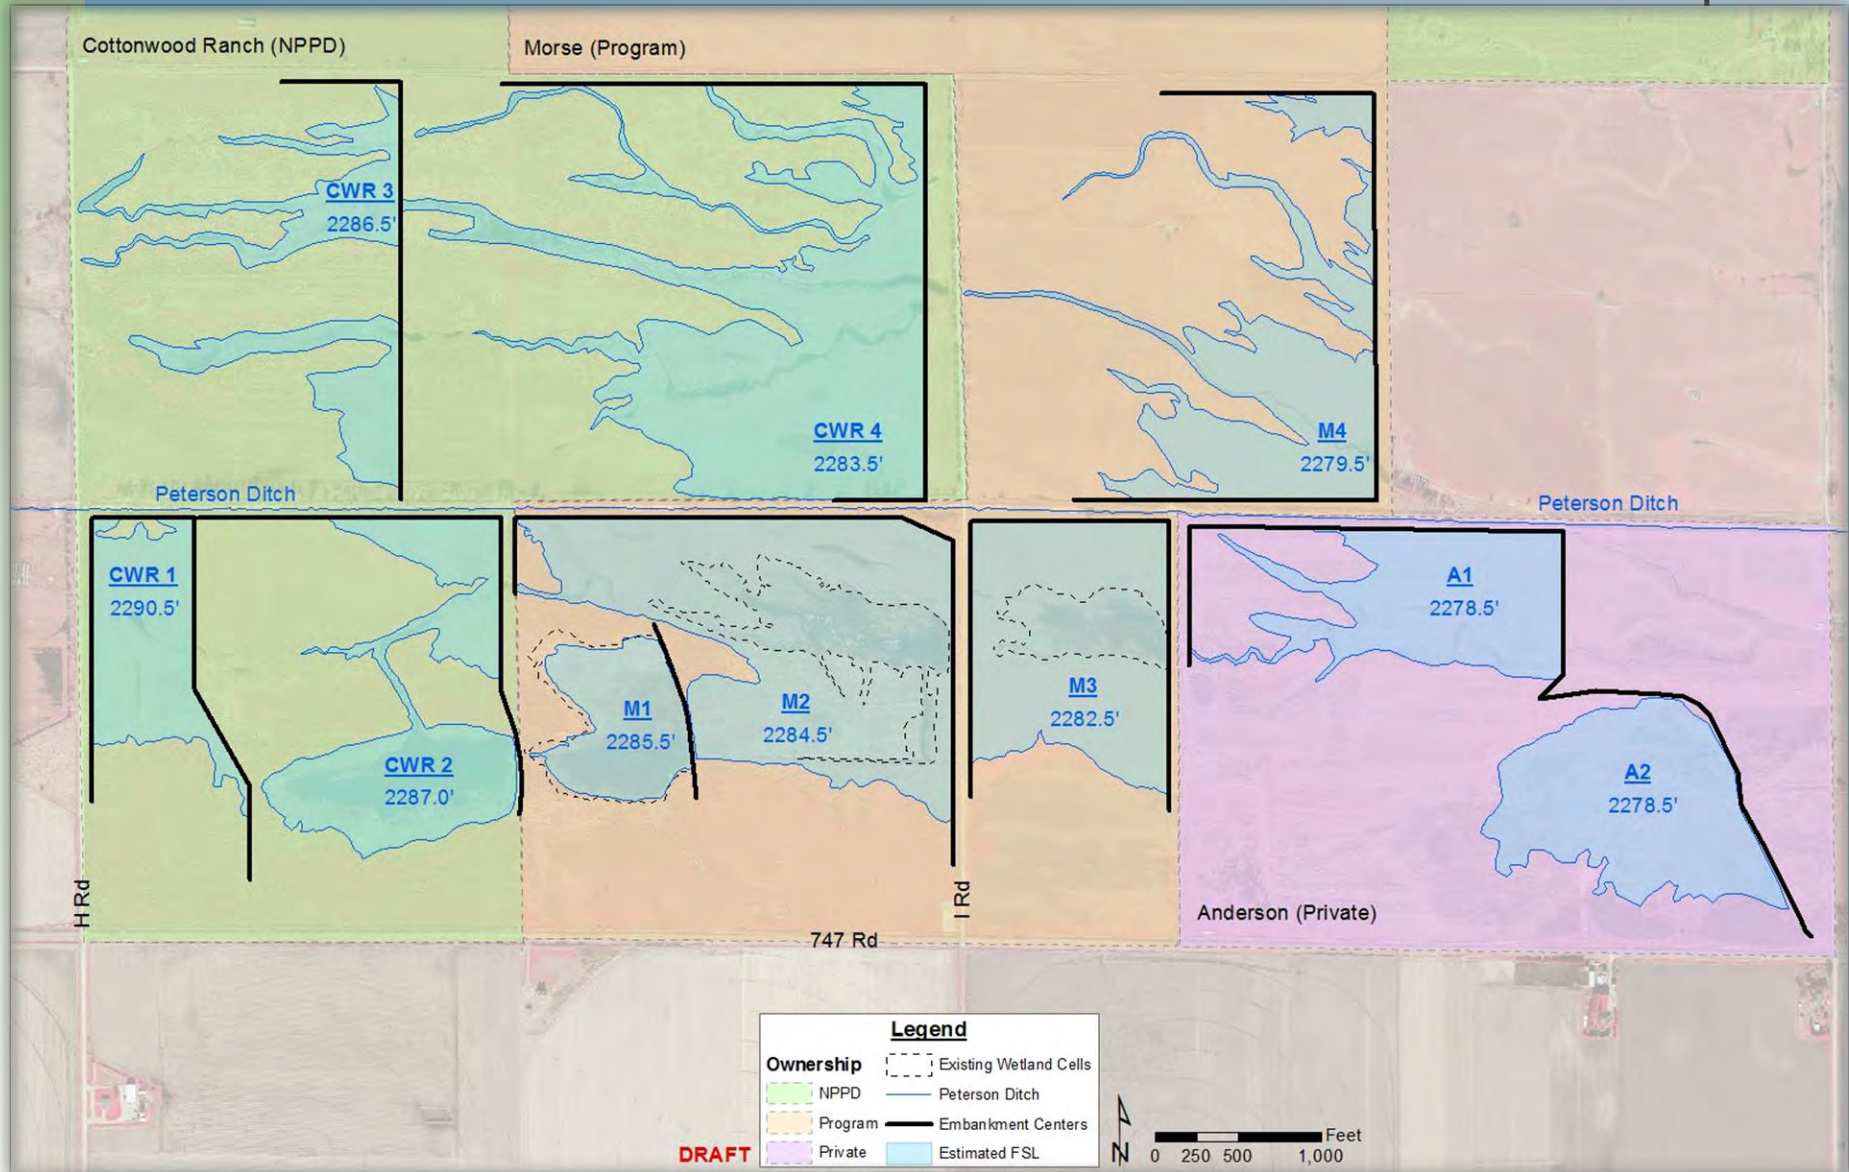 Cottonwood Ranch (NPPD)
Morse (Program)
CWR 3
2286.5'
CWR 4
2283.5'
M4
2279.5'
Peterson Ditch
Peterson Ditch
CWR 1
2290.5'
A1
2278.5'
M1
2285.5'
M2
2284.5'
M3
2282.5'
CWR 2
2287.0'
A2
2278.5'
H Rd
I Rd
Anderson (Private)
747 Rd
Legend
Ownership
NPPD
Program
Private
Existing Wetland Cells
Peterson Ditch
Embankment Centers
Estimated FSL
DRAFT
N
Feet
0 250 500 1,000